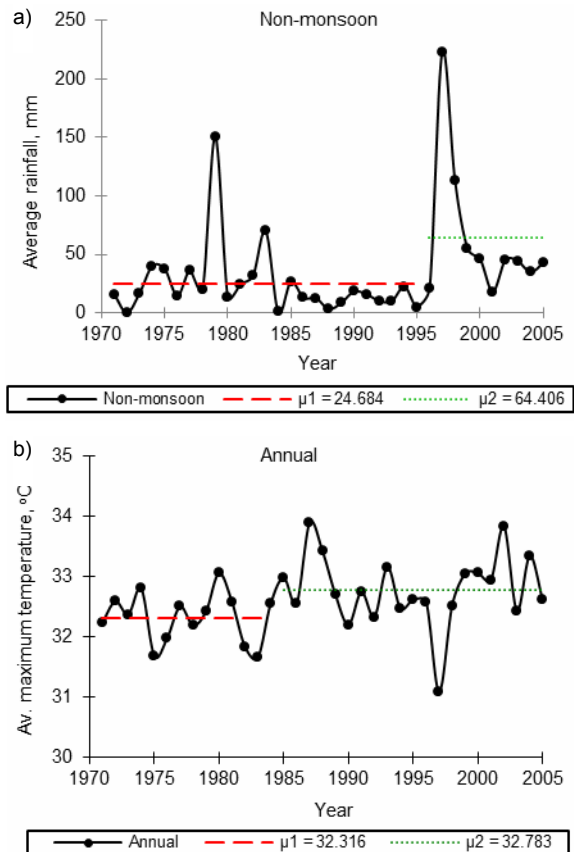 a)
Non-monsoon
250
200
150
100
50
0
Average rainfall, mm
1970 1975 1980 1985 1990 1995 2000 2005
Year
Non-monsoon μ1 = 24.684 μ2 = 64.406
b)
Annual
35
34
33
32
31
30
Av. maximum temperature, ºC
1970 1975 1980 1985 1990 1995 2000 2005
Year
Annual μ1 = 32.316 μ2 = 32.783